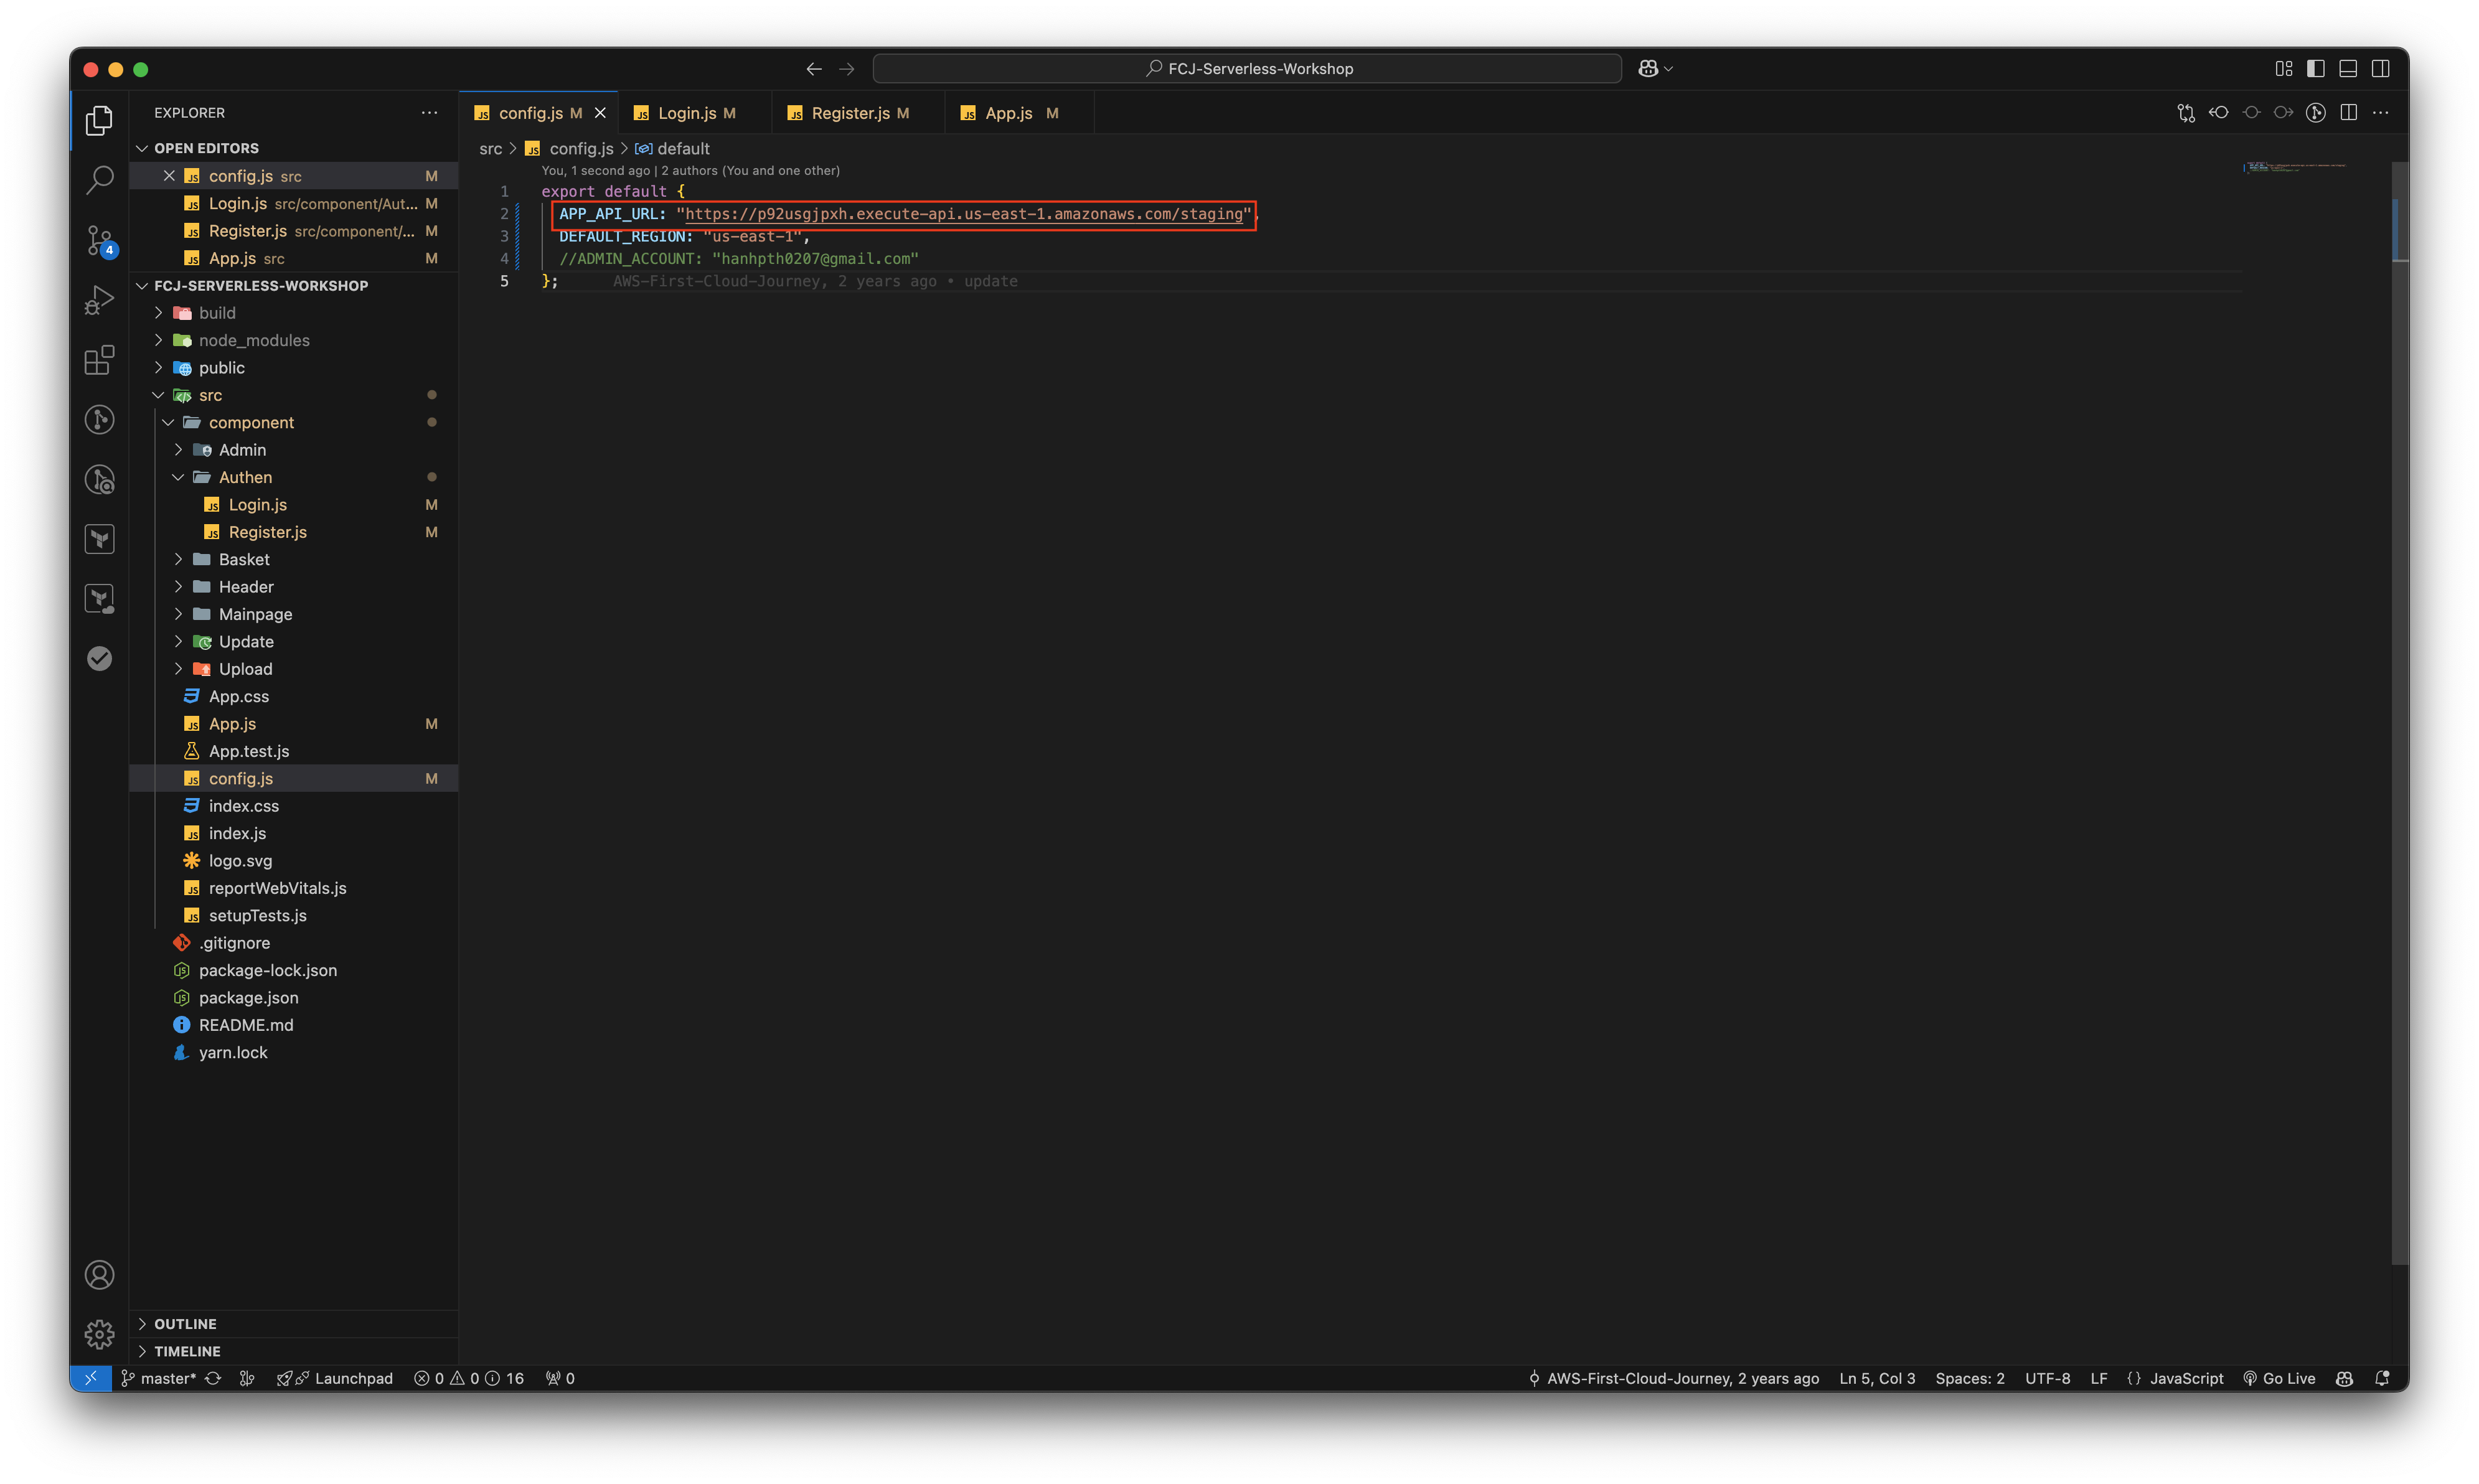 FCJ-Serverless-Workshop
EXPLORER
config.js M
Login.js M
Register.js M
App.js M
OPEN EDITORS
config.js src M
Login.js src/component/Aut... M
Register.js src/component/... M
App.js src M
FCJ-SERVERLESS-WORKSHOP
build
node_modules
public
src
component
Admin
Authen
Login.js M
Register.js M
Basket
Header
Mainpage
Update
Upload
App.css
App.js M
App.test.js
config.js M
index.css
index.js
logo.svg
reportWebVitals.js
setupTests.js
.gitignore
package-lock.json
package.json
README.md
yarn.lock
OUTLINE
TIMELINE
4
src > config.js > default
You, 1 second ago | 2 authors (You and one other)
1 export default {
2 APP_API_URL: "https://p92usgjpxh.execute-api.us-east-1.amazonaws.com/staging",
3 DEFAULT_REGION: "us-east-1",
4 //ADMIN_ACCOUNT: "hanhpth0207@gmail.com"
5 }; AWS-First-Cloud-Journey, 2 years ago • update
master* Launchpad 0 0 16 0
AWS-First-Cloud-Journey, 2 years ago Ln 5, Col 3 Spaces: 2 UTF-8 LF {} JavaScript Go Live